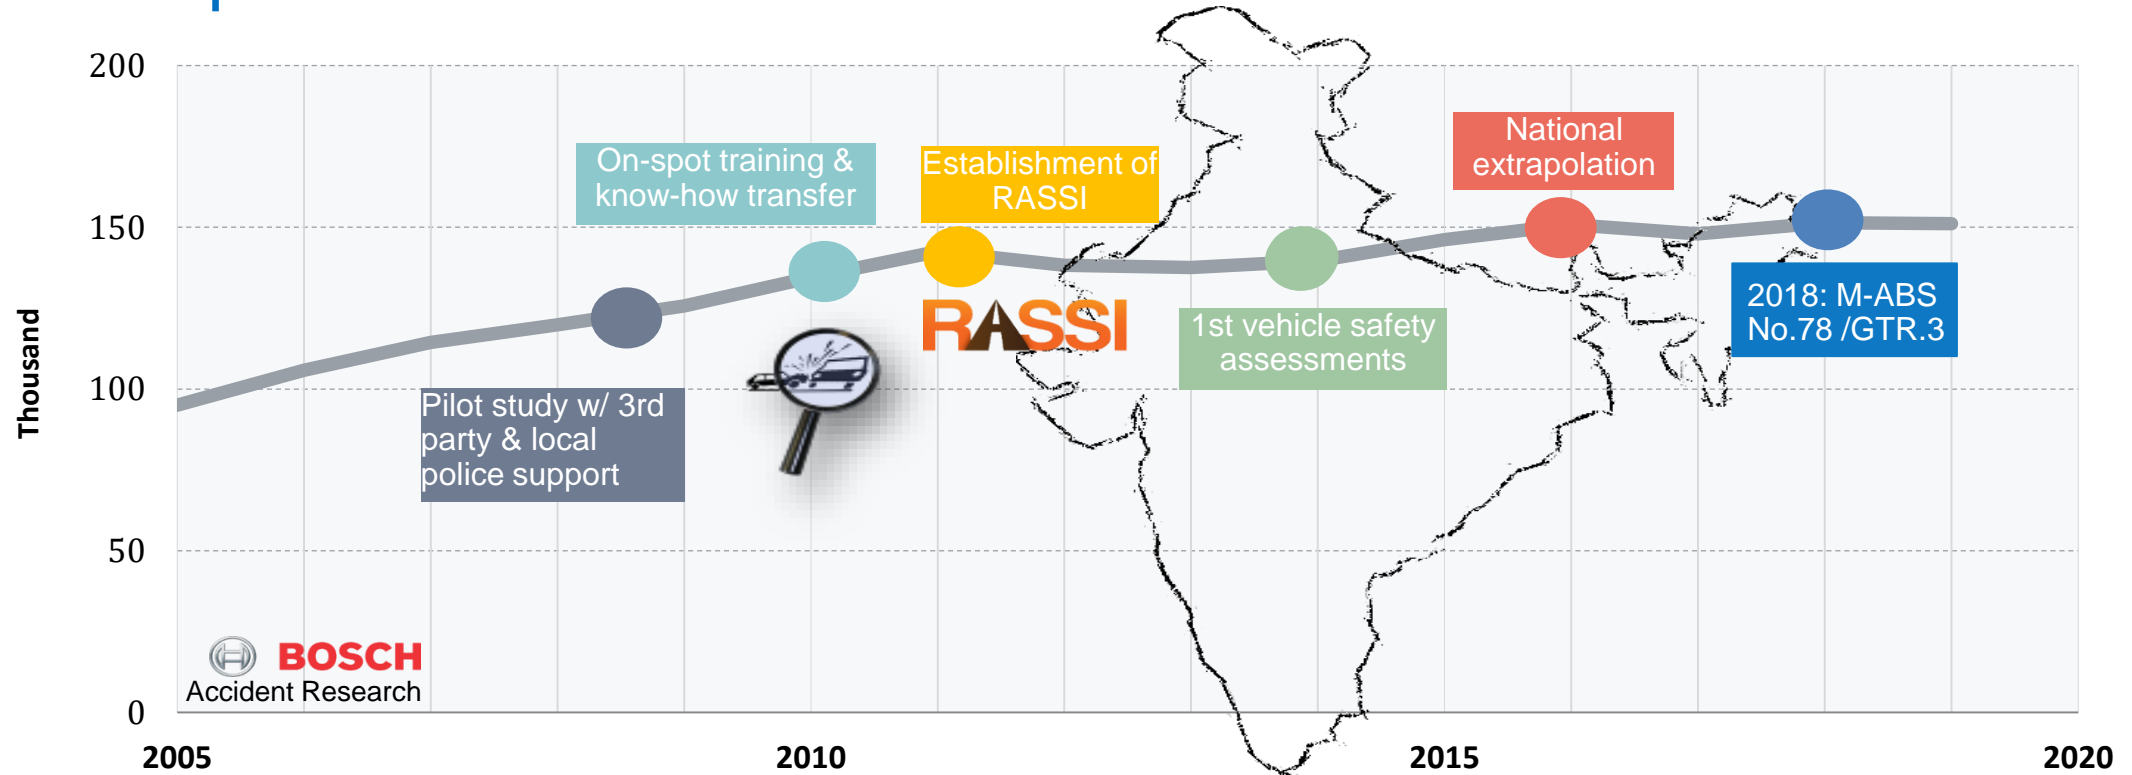 200
150
100
50
0
Thousand
On-spot training &
know-how transfer
Establishment of
RASSI
National
extrapolation
RASSI
1st vehicle safety
assessments
2018: M-ABS
No.78 /GTR.3
Pilot study w/ 3rd
party & local
police support
BOSCH
Accident Research
2005
2010
2015
2020